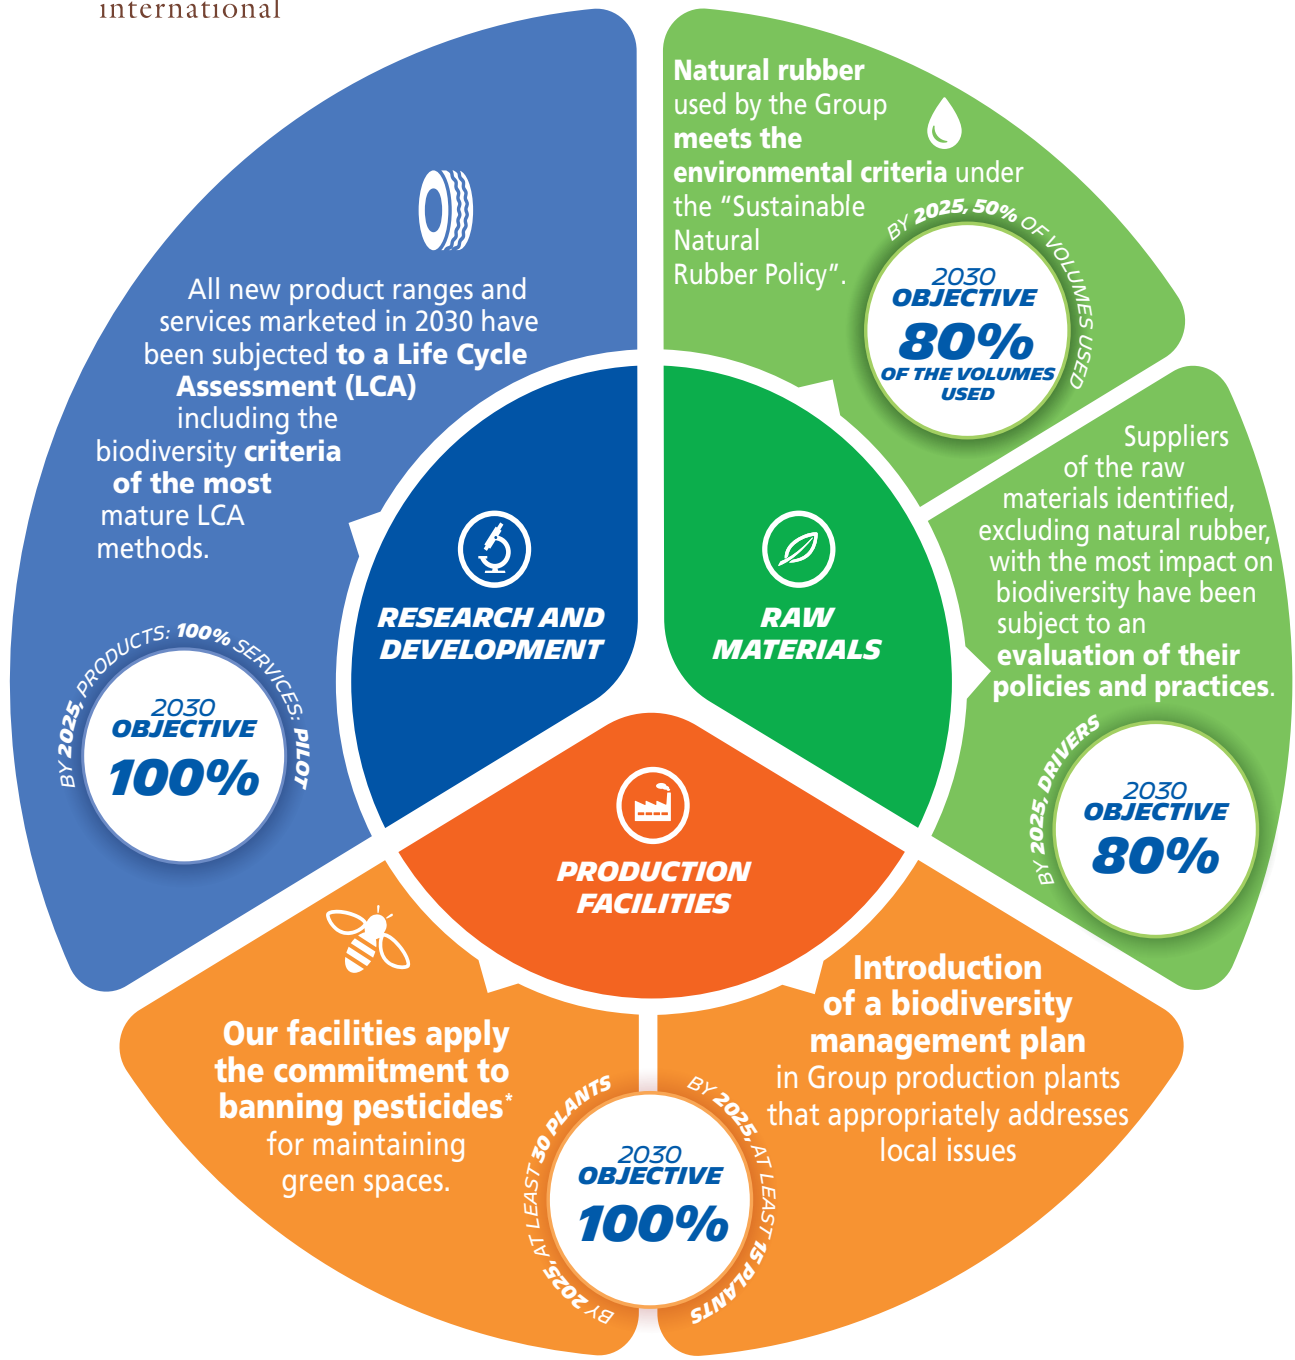 international
All new product ranges and
services marketed in 2030 have
been subjected to a Life Cycle
Assessment (LCA)
including the
biodiversity criteria
of the most
mature LCA
methods.
BY 2025, PRODUCTS: 100% SERVICES: PILOT
2030
OBJECTIVE
100%
RESEARCH AND
DEVELOPMENT
Natural rubber
used by the Group
meets the
environmental criteria under
the “Sustainable
Natural
Rubber Policy”.
BY 2025, 50% OF VOLUMES USED
2030
OBJECTIVE
80%
OF THE VOLUMES
USED
RAW
MATERIALS
Suppliers
of the raw
materials identified,
excluding natural rubber,
with the most impact on
biodiversity have been
subject to an
evaluation of their
policies and practices.
BY 2025, DRIVERS
2030
OBJECTIVE
80%
PRODUCTION
FACILITIES
Our facilities apply
the commitment to
banning pesticides*
for maintaining
green spaces.
BY 2025, AT LEAST 30 PLANTS
2030
OBJECTIVE
100%
BY 2025, AT LEAST 15 PLANTS
Introduction
of a biodiversity
management plan
in Group production plants
that appropriately addresses
local issues